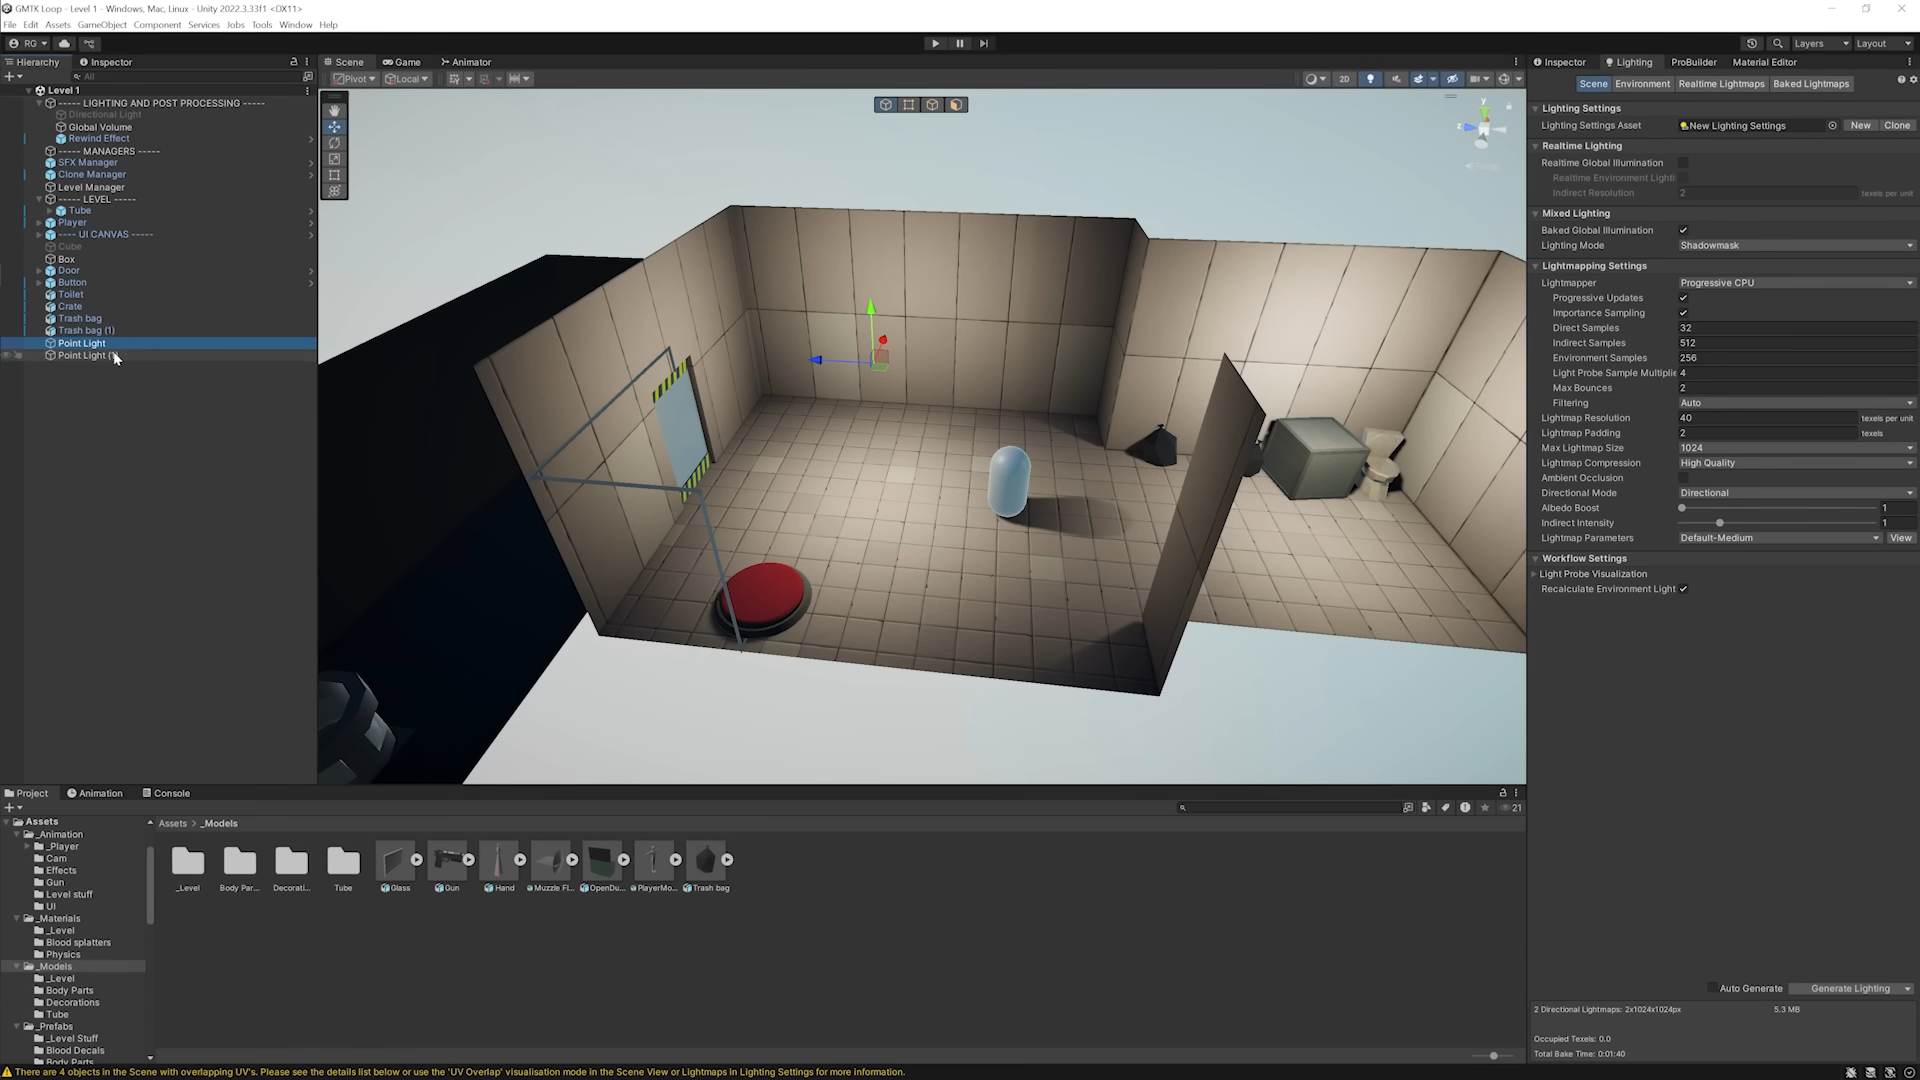 GMTK Loop - Level 1 - Windows, Mac, Linux - Unity 2022.3.33f1 <DX11>
File Edit Assets GameObject Component Services Jobs Tools Window Help
RG
Layers Layout
Hierarchy Inspector
All
Level 1
----- LIGHTING AND POST PROCESSING -----
Directional Light
Global Volume
Rewind Effect
----- MANAGERS -----
SFX Manager
Clone Manager
Level Manager
----- LEVEL -----
Tube
Player
---- UI CANVAS -----
Cube
Box
Door
Button
Toilet
Crate
Trash bag
Trash bag (1)
Point Light
Point Light
Scene Game Animator
Pivot Local
2D
y
z
Inspector Lighting ProBuilder Material Editor
Scene Environment Realtime Lightmaps Baked Lightmaps
Lighting Settings
Lighting Settings Asset New Lighting Settings New Clone
Realtime Lighting
Realtime Global Illumination
Realtime Environment Lighti
Indirect Resolution 2 texels per unit
Mixed Lighting
Baked Global Illumination
Lighting Mode Shadowmask
Lightmapping Settings
Lightmapper Progressive CPU
Progressive Updates
Importance Sampling
Direct Samples 32
Indirect Samples 512
Environment Samples 256
Light Probe Sample Multiplie 4
Max Bounces 2
Filtering Auto
Lightmap Resolution 40 texels per unit
Lightmap Padding 2 texels
Max Lightmap Size 1024
Lightmap Compression High Quality
Ambient Occlusion
Directional Mode Directional
Albedo Boost 1
Indirect Intensity 1
Lightmap Parameters Default-Medium View
Workflow Settings
Light Probe Visualization
Recalculate Environment Light
Auto Generate Generate Lighting
2 Directional Lightmaps: 2x1024x1024px 5.3 MB
Occupied Texels: 0.0
Total Bake Time: 0:01:40
Project Animation Console
21
Assets
_Animation
_Player
Cam
Effects
Gun
Level stuff
UI
_Materials
_Level
Blood splatters
Physics
_Models
_Level
Body Parts
Decorations
Tube
_Prefabs
_Level Stuff
Blood Decals
Body Parts
Assets > _Models
_Level Body Par... Decorati... Tube Glass Gun Hand Muzzle Fl... OpenDu... PlayerMo... Trash bag
There are 4 objects in the Scene with overlapping UV's. Please see the details list below or use the 'UV Overlap' visualisation mode in the Scene View or Lightmaps in Lighting Settings for more information.